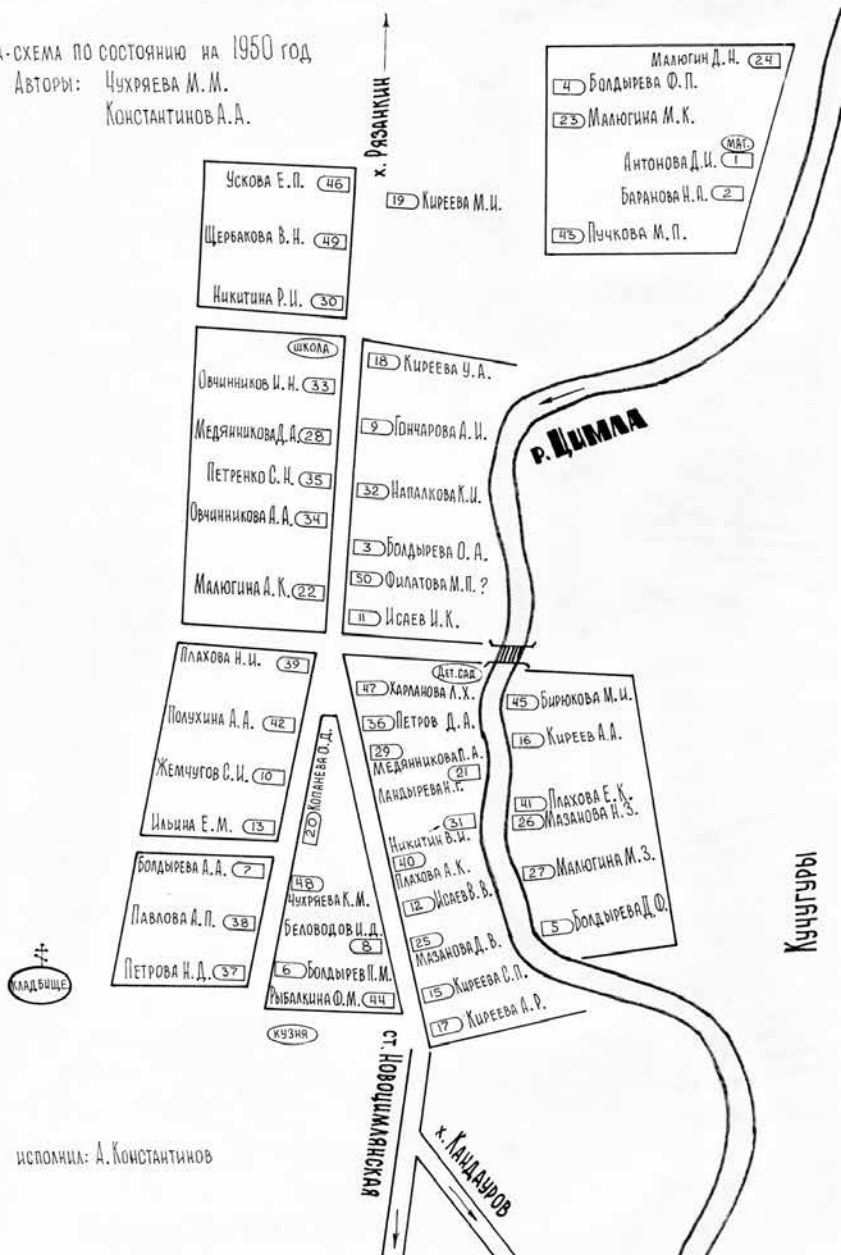 -СХЕМА ПО СОСТОЯНИЮ НА 1950 ГОД
АВТОРЫ: ЧУХРЯЕВА М.М.
КОНСТАНТИНОВ А.А.
х. РЯЗАНКИН
МАЛЮГИН Д.Н. 24
4 БОЛДЫРЕВА Ф.П.
23 МАЛЮГИНА М.К.
МАГ.
АНТОНОВА Д.И. 1
БАРАНОВА Н.А. 2
43 ПУЧКОВА М.П.
УСКОВА Е.П. 46
19 КИРЕЕВА М.И.
ЩЕРБАКОВА В.Н. 49
НИКИТИНА Р.И. 30
ШКОЛА
ОВЧИННИКОВ И.Н. 33
МЕДЯННИКОВА Д.А. 28
ПЕТРЕНКО С.Н. 35
ОВЧИННИКОВА А.А. 34
МАЛЮГИНА А.К. 22
18 КИРЕЕВА У.А.
9 ГОНЧАРОВА А.И.
32 НАПАЛКОВА К.И.
3 БОЛДЫРЕВА О.А.
50 ФИЛАТОВА М.П. ?
11 ИСАЕВ И.К.
р. ЦИМЛА
ПЛАХОВА Н.И. 39
ПОЛУХИНА А.А. 42
ЖЕМЧУГОВ С.И. 10
ИЛЬИНА Е.М. 13
БОЛДЫРЕВА А.А. 7
ПАВЛОВА А.П. 38
ПЕТРОВА Н.Д. 37
КЛАДБИЩЕ
20 КОПАНЕВА О.Д.
48
ЧУХРЯЕВА К.М.
БЕЛОВОДОВ И.Д.
8
6 БОЛДЫРЕВ П.М.
РЫБАЛКИНА Ф.М. 44
КУЗНЯ
ДЕТ. САД
47 ХАРЛАНОВА Л.Х.
36 ПЕТРОВ Д.А.
29
МЕДЯННИКОВА П.А.
21
ЛАНДЫРЕВА Н.Г.
31
НИКИТИН В.И.
40
ПЛАХОВА А.К.
12 ИСАЕВ В.В.
25
МАЗАНОВА Д.В.
15 КИРЕЕВА С.П.
17 КИРЕЕВА А.Р.
45 БИРЮКОВА М.И.
16 КИРЕЕВ А.А.
41 ПЛАХОВА Е.К.
26 МАЗАНОВА Н.З.
27 МАЛЮГИНА М.З.
5 БОЛДЫРЕВА Д.Ф.
КУЧУГУРЫ
ст. НОВОЦИМЛЯНСКАЯ
х. КАНДАУРОВ
ИСПОЛНИЛ: А. КОНСТАНТИНОВ